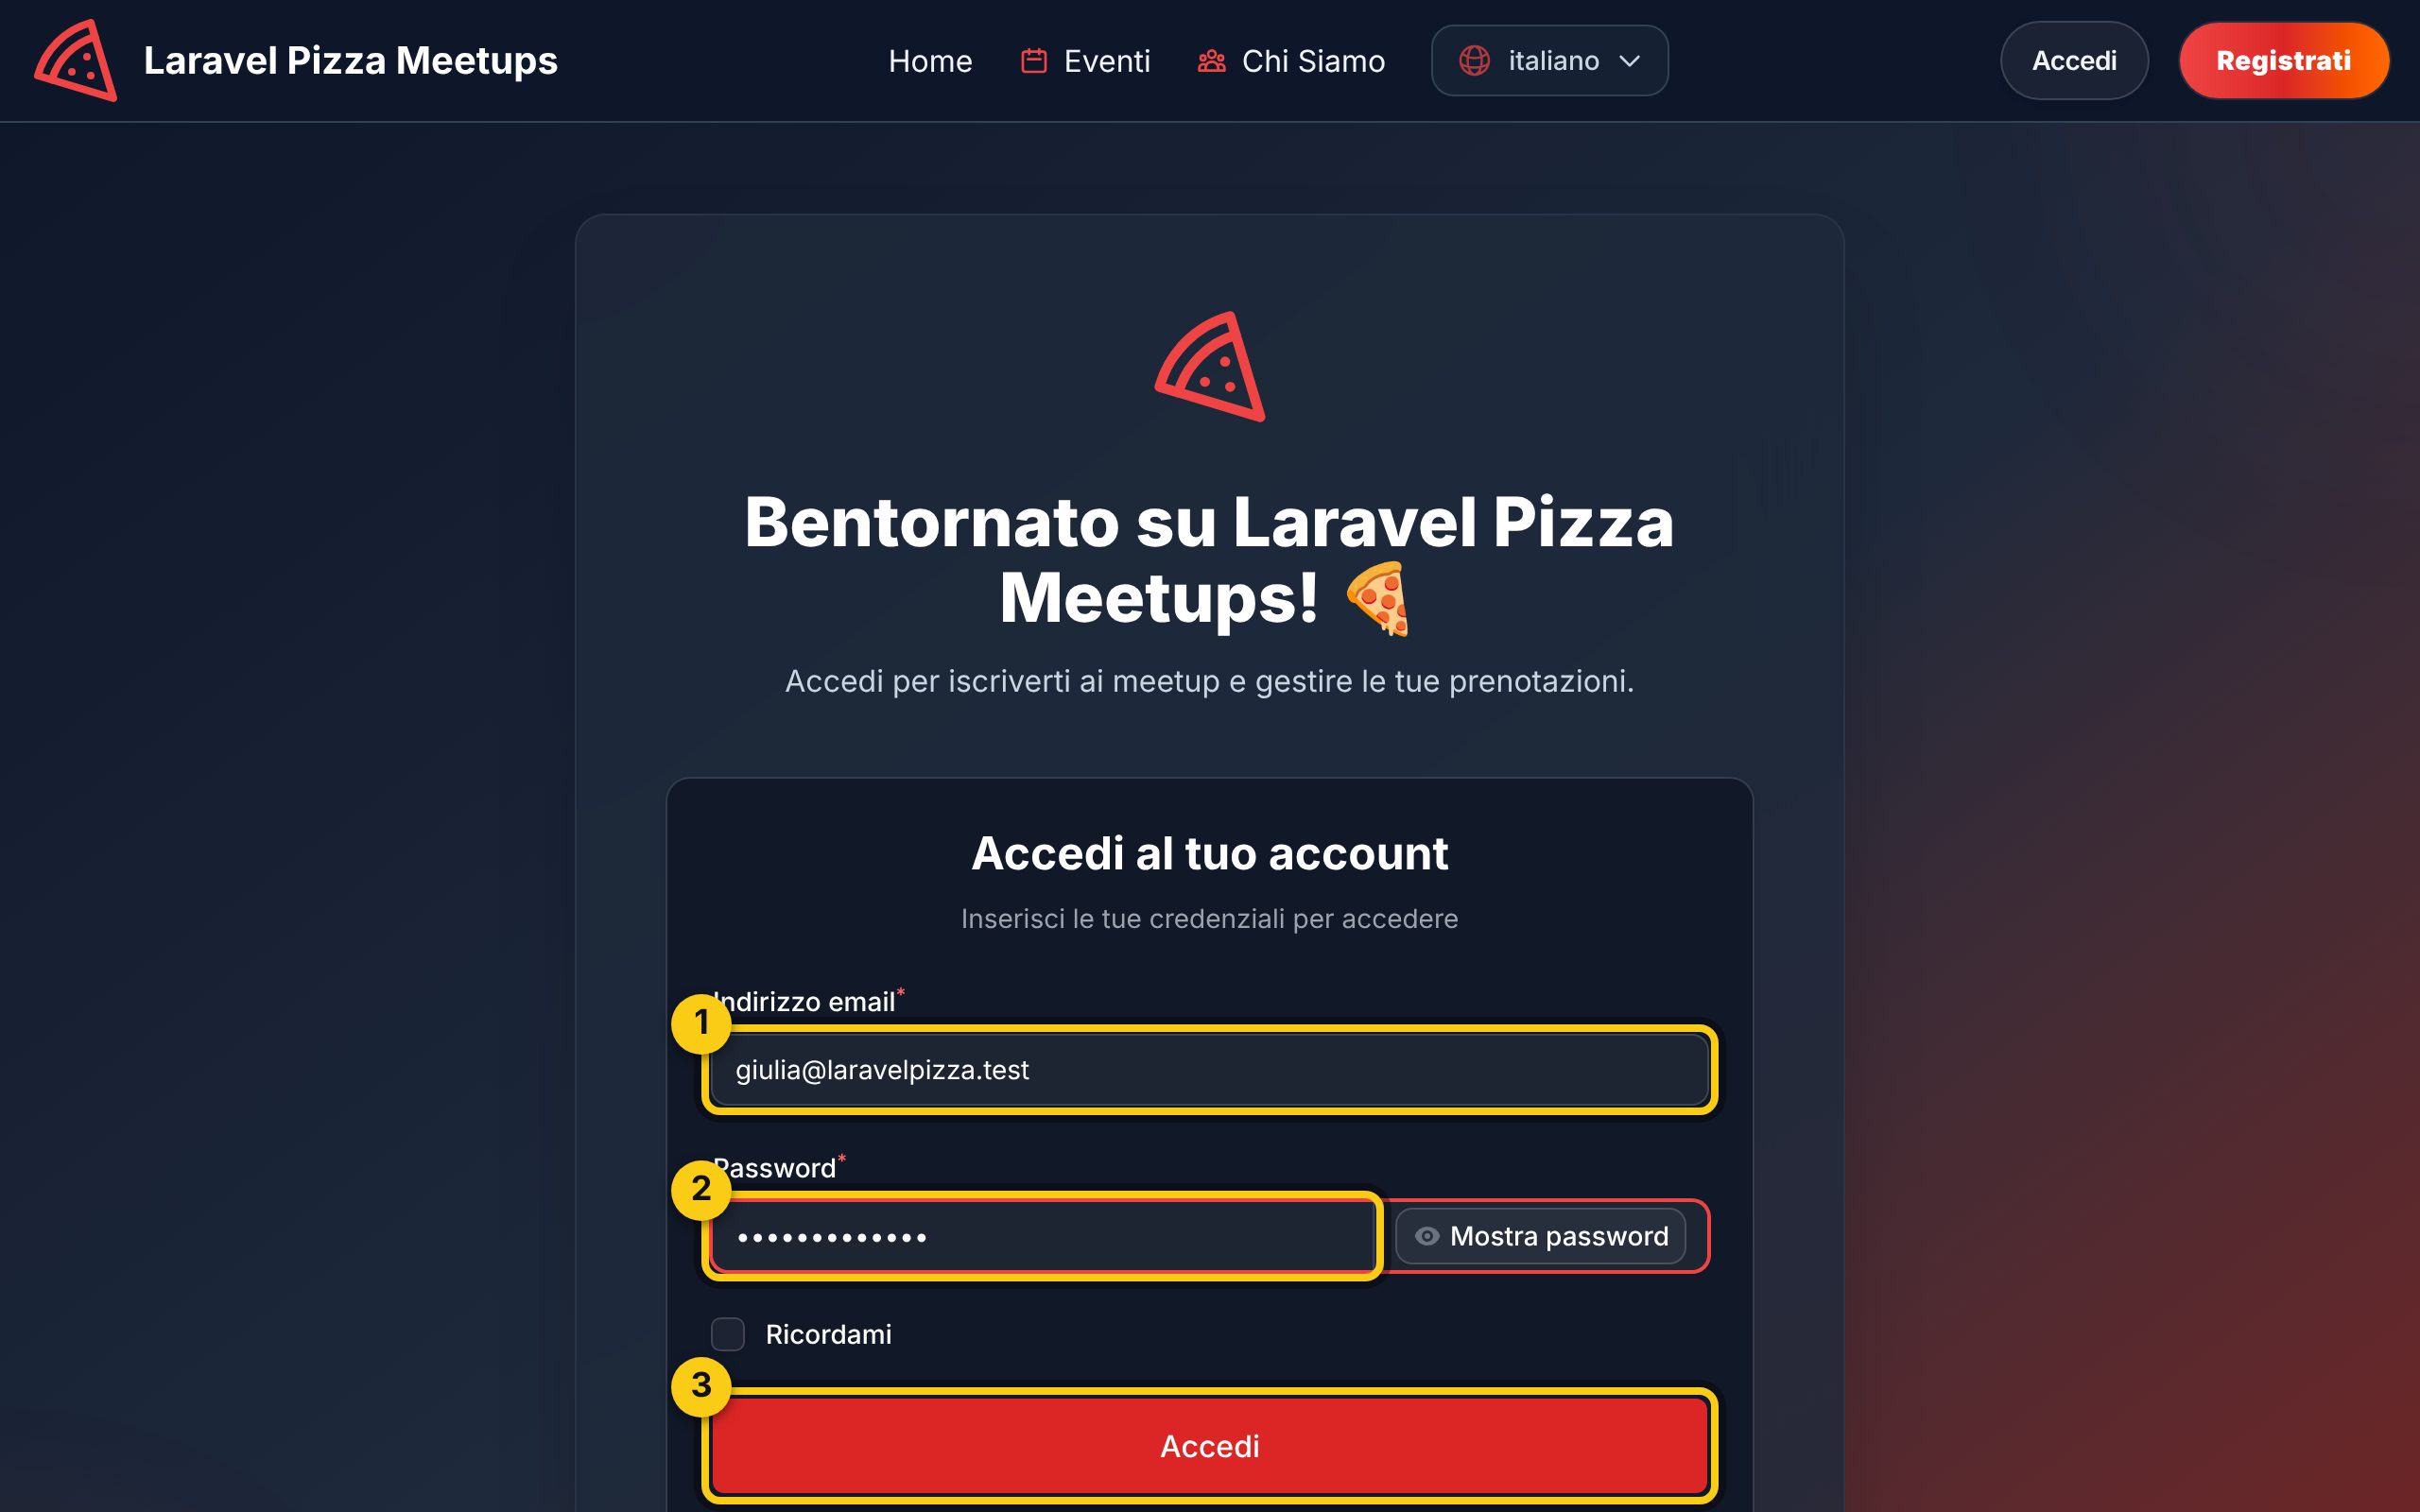 Laravel Pizza Meetups
Home
Eventi
Chi Siamo
italiano
Accedi
Registrati
Bentornato su Laravel Pizza
Meetups! 🍕
Accedi per iscriverti ai meetup e gestire le tue prenotazioni.
Accedi al tuo account
Inserisci le tue credenziali per accedere
Indirizzo email*
1
giulia@laravelpizza.test
Password*
2
•••••••••••••
Mostra password
Ricordami
3
Accedi